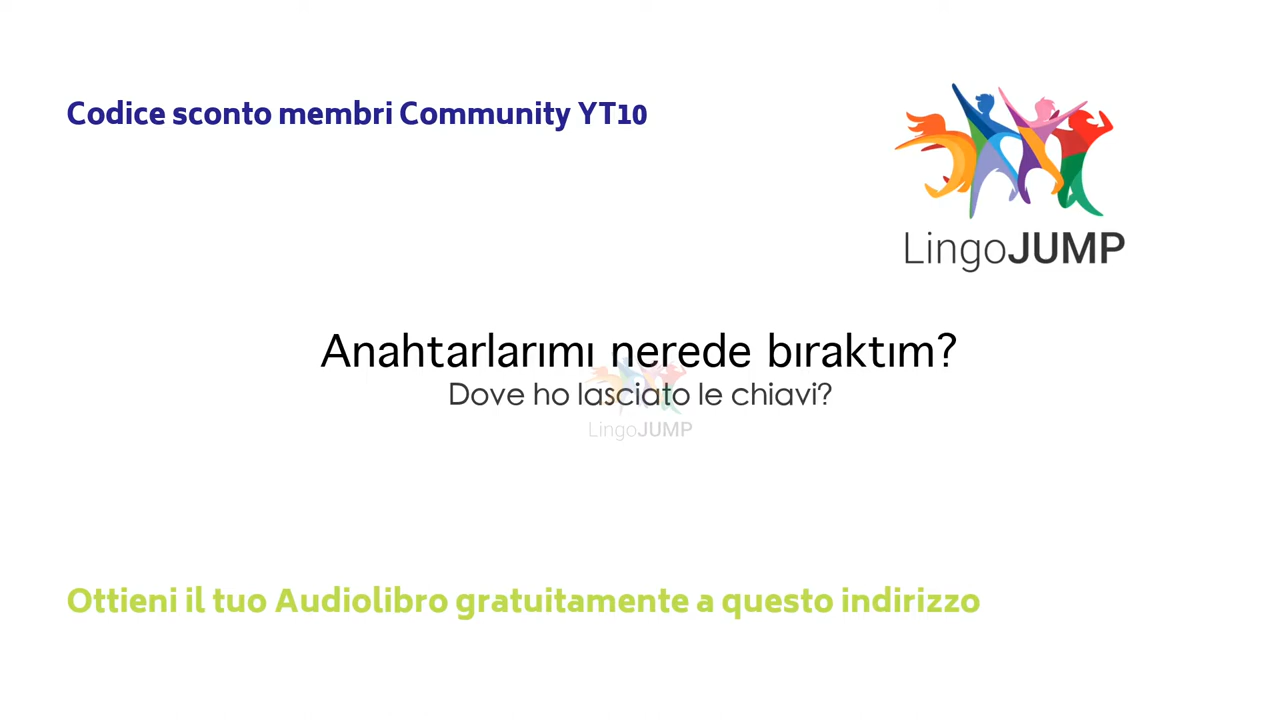 Codice sconto membri Community YT10
LingoJUMP
Anahtarlarımı nerede bıraktım?
Dove ho lasciato le chiavi?
LingoJUMP
Ottieni il tuo Audiolibro gratuitamente a questo indirizzo